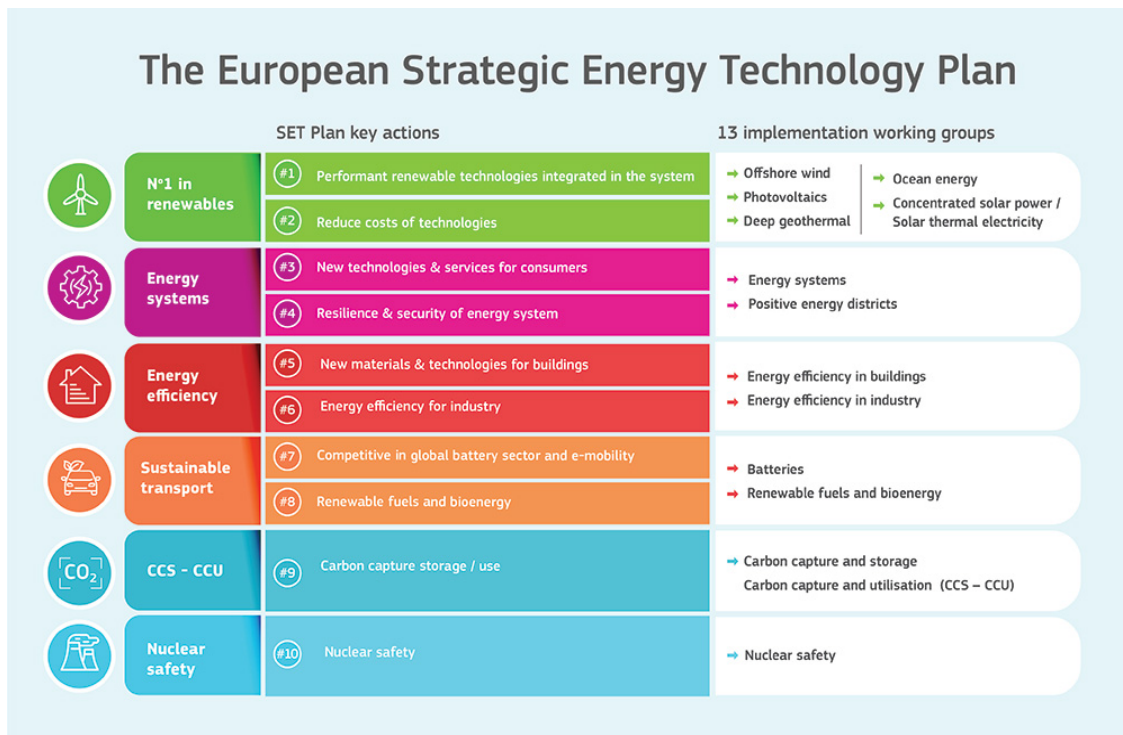 The European Strategic Energy Technology Plan
SET Plan key actions
13 implementation working groups
N°1 in
renewables
#1 Performant renewable technologies integrated in the system
#2 Reduce costs of technologies
Offshore wind
Photovoltaics
Deep geothermal
Ocean energy
Concentrated solar power /
Solar thermal electricity
Energy
systems
#3 New technologies & services for consumers
#4 Resilience & security of energy system
Energy systems
Positive energy districts
Energy
efficiency
#5 New materials & technologies for buildings
#6 Energy efficiency for industry
Energy efficiency in buildings
Energy efficiency in industry
Sustainable
transport
#7 Competitive in global battery sector and e-mobility
#8 Renewable fuels and bioenergy
Batteries
Renewable fuels and bioenergy
CO₂
CCS - CCU
#9 Carbon capture storage / use
Carbon capture and storage
Carbon capture and utilisation (CCS – CCU)
Nuclear
safety
#10 Nuclear safety
Nuclear safety